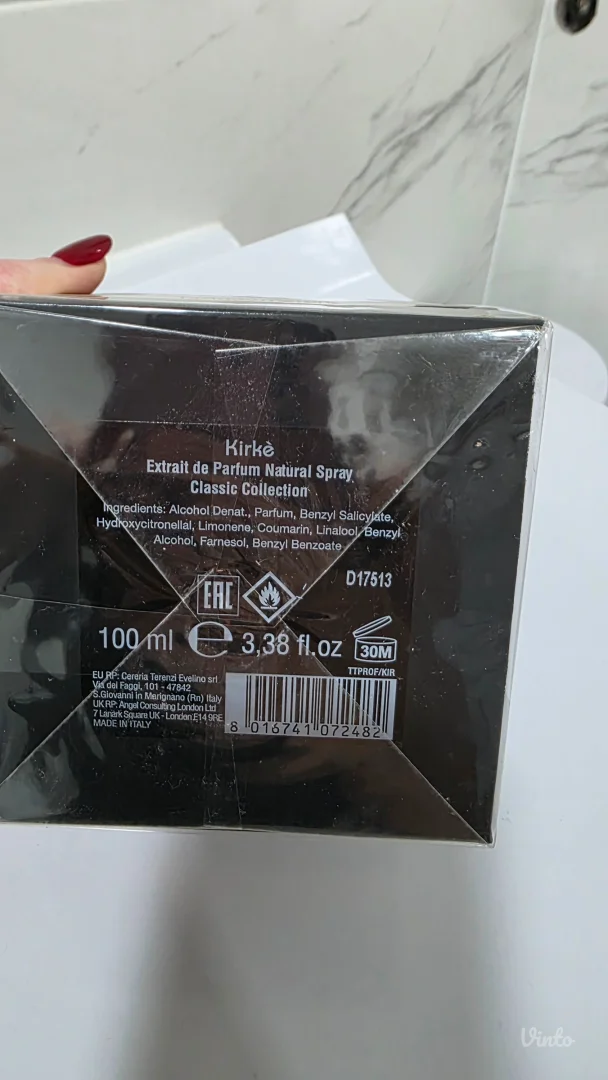 Kirkè
Extrait de Parfum Natural Spray
Classic Collection
Ingredients: Alcohol Denat., Parfum, Benzyl Salicylate,
Hydroxycitronellal, Limonene, Coumarin, Linalool, Benzyl
Alcohol, Farnesol, Benzyl Benzoate
D17513
EAC
100 ml e 3,38 fl.oz
30M
TTPROF/KIR
EU RP: Cereria Terenzi Evelino srl
Via del Faggi, 101 - 47842
S.Giovanni in Merignano (Rn) Italy
UK RP: Angel Consulting London Ltd
7 Lanark Square UK - London E14 9RE
MADE IN ITALY
8 016741 072482
Vinto